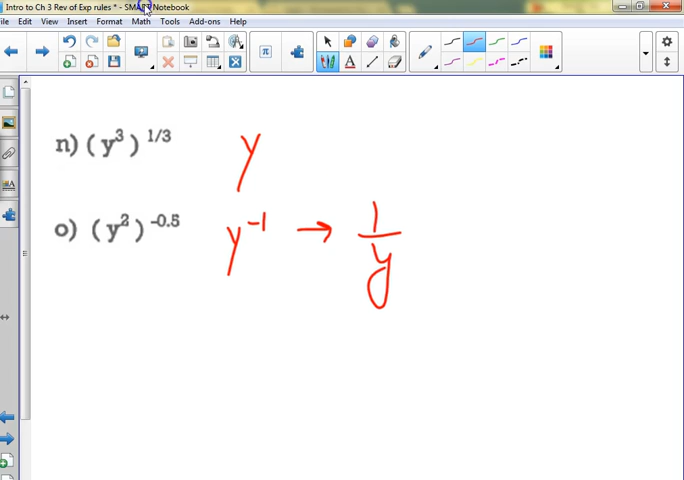 Intro to Ch 3 Rev of Exp rules * - SMART Notebook
File Edit View Insert Format Math Tools Add-ons Help
n) (y³)^1/3 y
o) (y²)^-0.5 y⁻¹ → 1/y